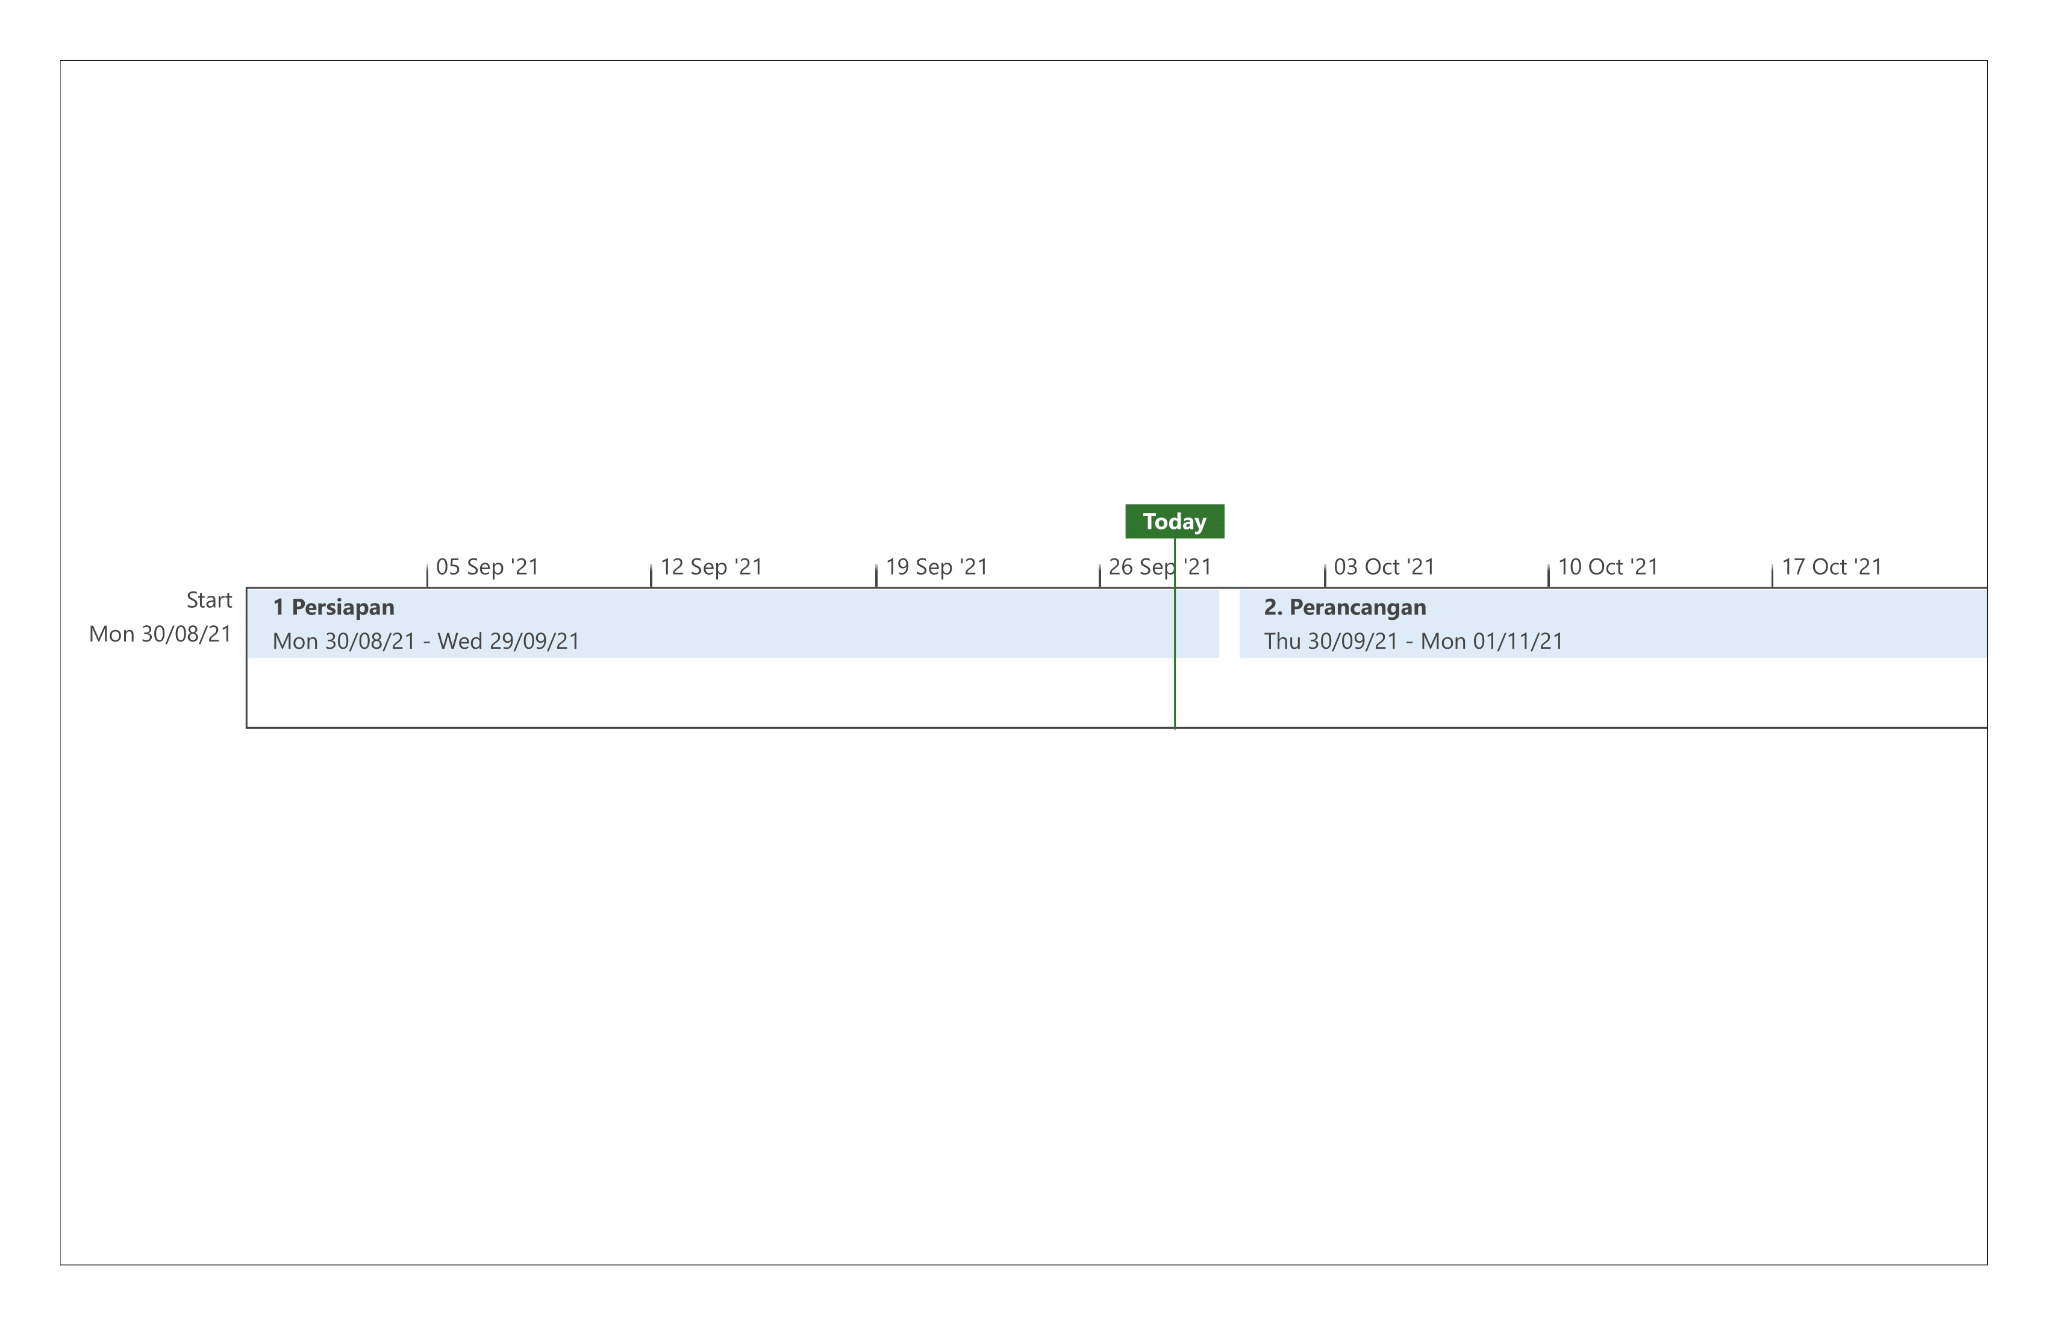 Today
05 Sep '21
12 Sep '21
19 Sep '21
26 Sep '21
03 Oct '21
10 Oct '21
17 Oct '21
Start
Mon 30/08/21
1 Persiapan
Mon 30/08/21 - Wed 29/09/21
2. Perancangan
Thu 30/09/21 - Mon 01/11/21